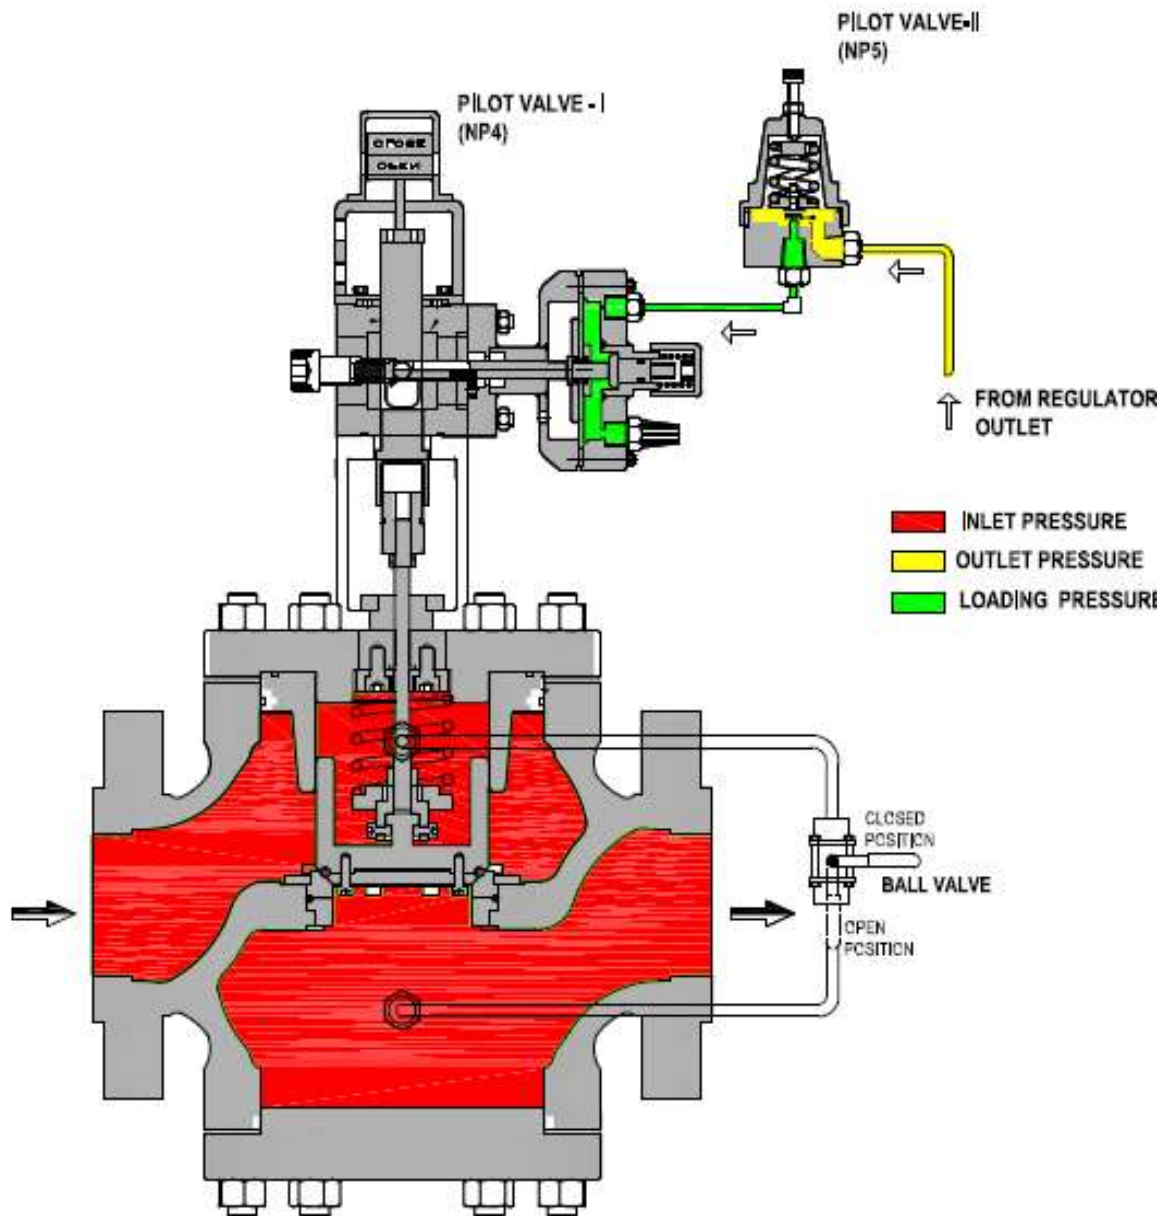 PILOT VALVE-II
(NP5)
PILOT VALVE - I
(NP4)
FROM REGULATOR
OUTLET
INLET PRESSURE
OUTLET PRESSURE
LOADING PRESSURE
CLOSED
POSITION
BALL VALVE
OPEN
POSITION